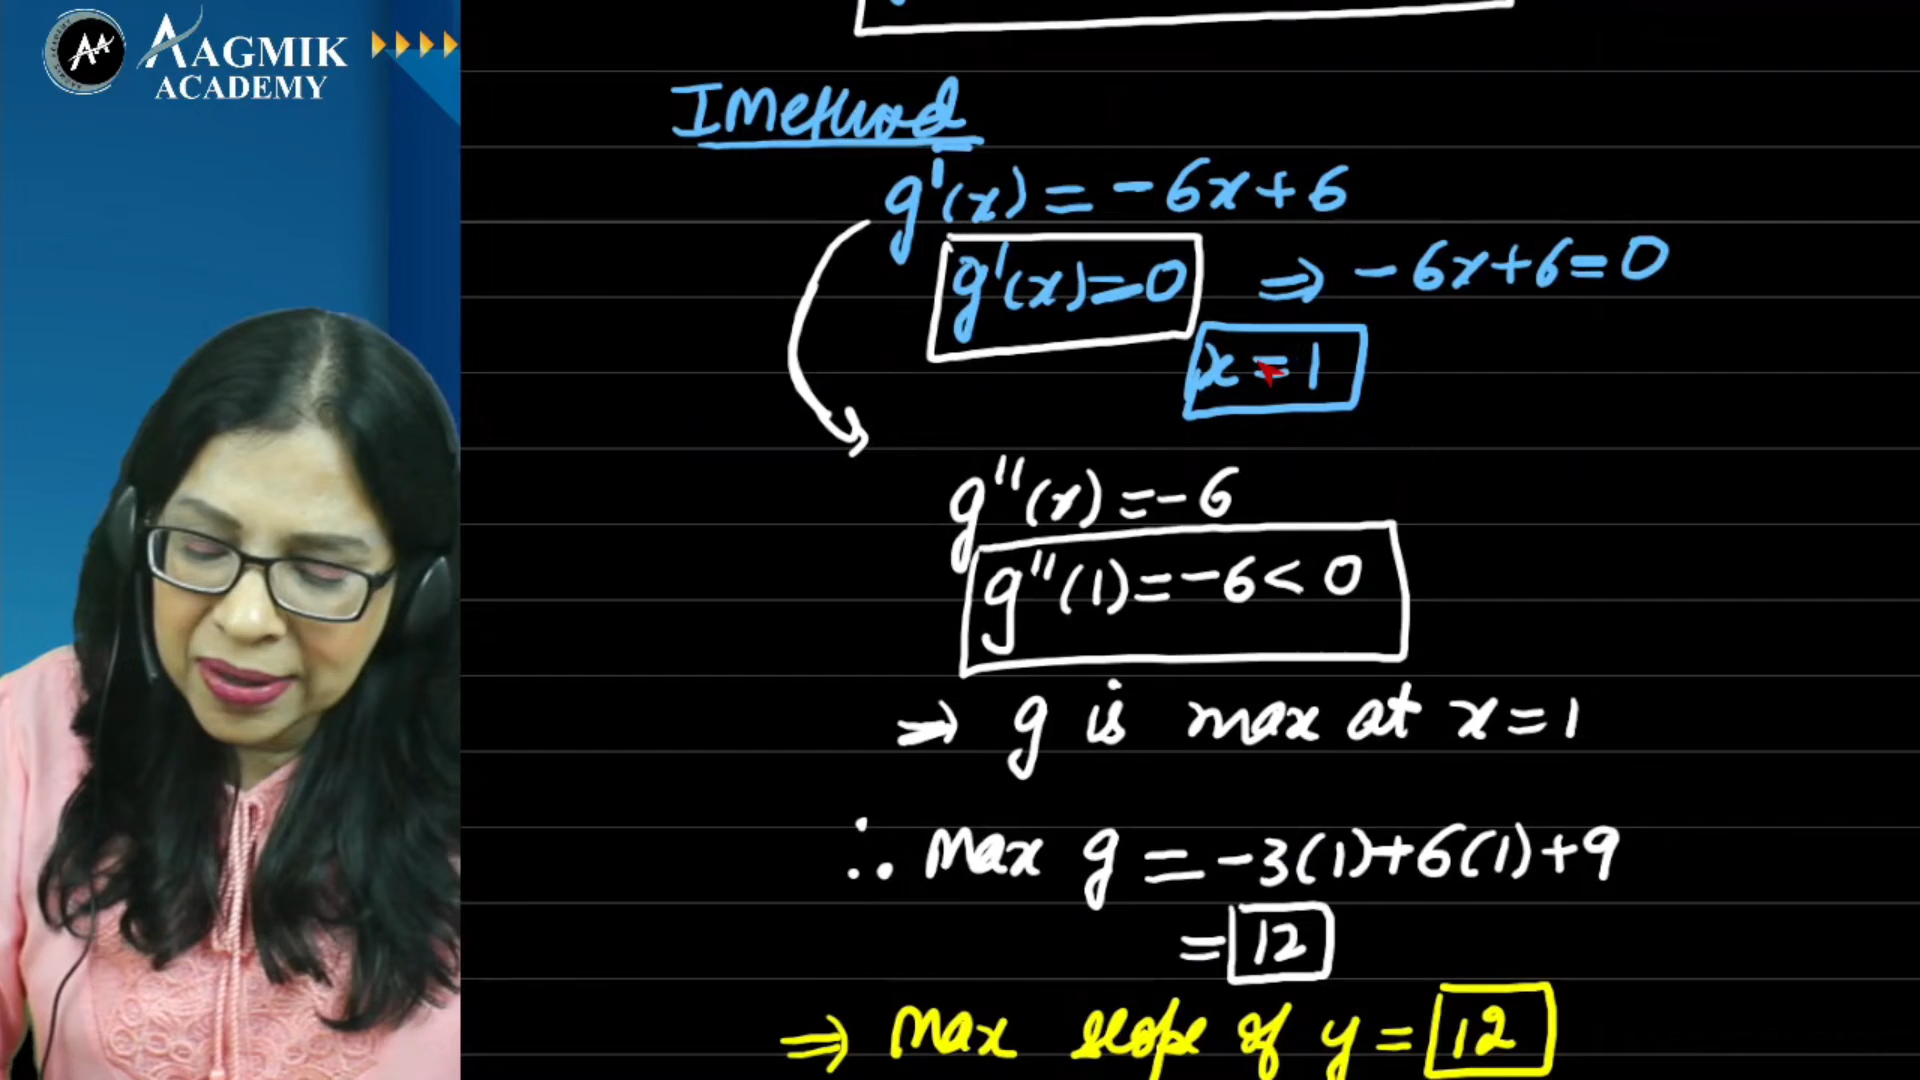 AAGMIK
ACADEMY
I Method
g'(x) = -6x+6
g'(x)=0 ⇒ -6x+6=0
x = 1
g''(x) = -6
g''(1) = -6 < 0
→ g is max at x=1
∴ Max g = -3(1)+6(1)+9
= 12
⇒ Max slope of y = 12